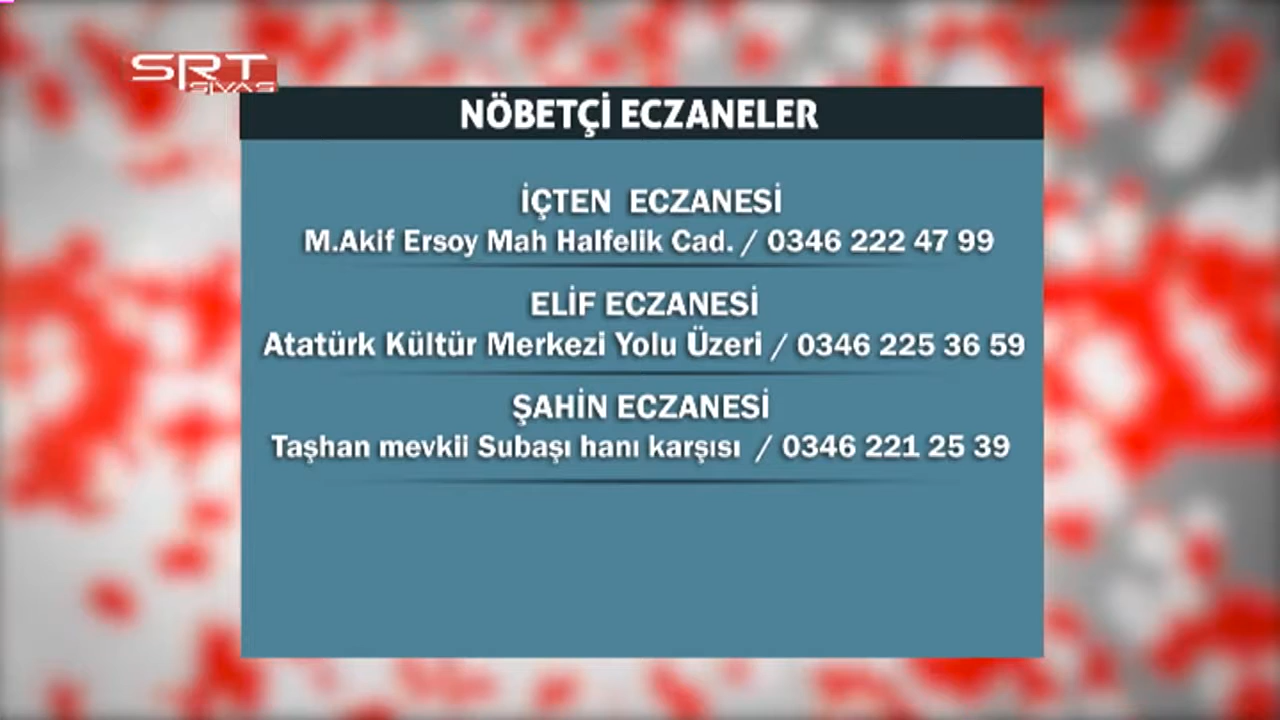 SRT
SİVAS
NÖBETÇİ ECZANELER
İÇTEN ECZANESİ
M.Akif Ersoy Mah Halfelik Cad. / 0346 222 47 99
ELİF ECZANESİ
Atatürk Kültür Merkezi Yolu Üzeri / 0346 225 36 59
ŞAHİN ECZANESİ
Taşhan mevkii Subaşı hanı karşısı / 0346 221 25 39